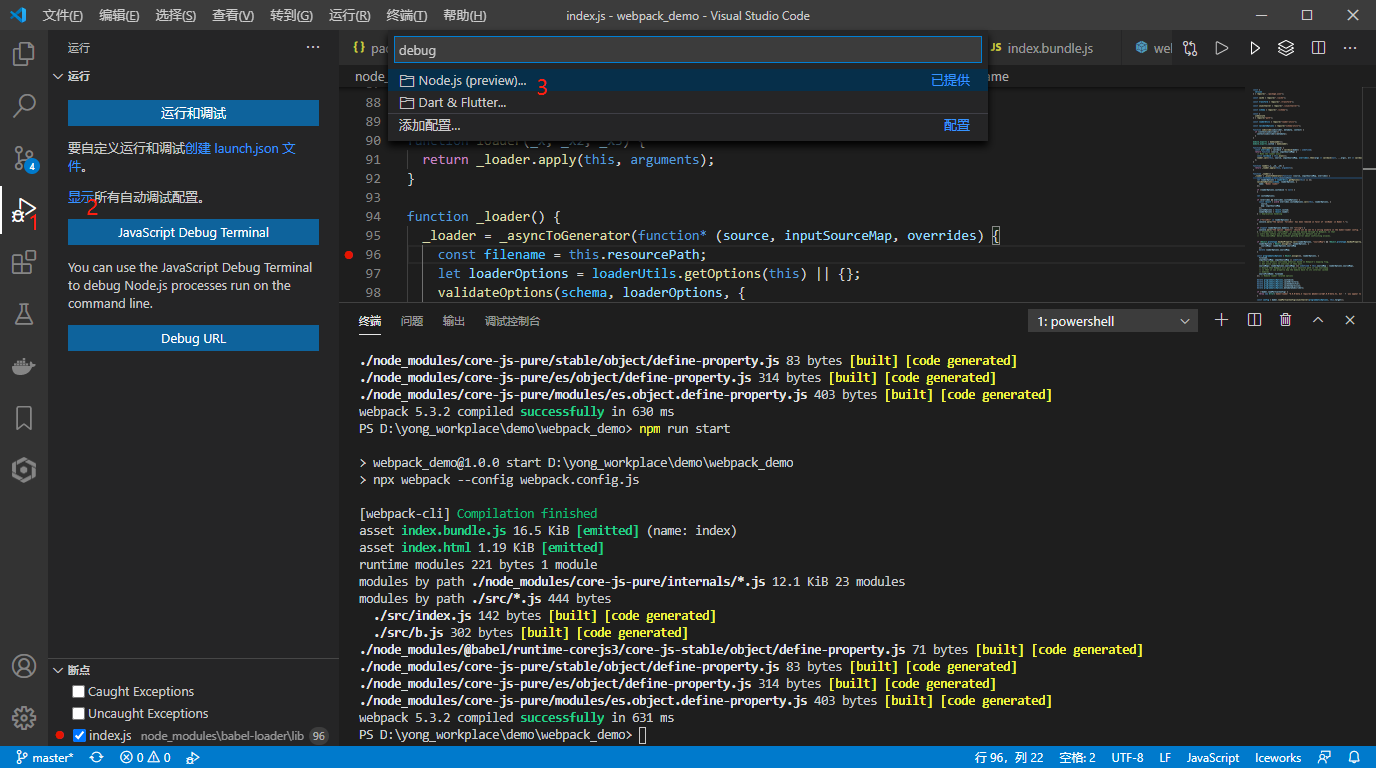 文件(F) 编辑(E) 选择(S) 查看(V) 转到(G) 运行(R) 终端(T) 帮助(H) index.js - webpack_demo - Visual Studio Code
运行
运行
运行和调试
要自定义运行和调试创建 launch.json 文
件。
显示所有自动调试配置。
1
2
JavaScript Debug Terminal
You can use the JavaScript Debug Terminal
to debug Node.js processes run on the
command line.
Debug URL
4
断点
Caught Exceptions
Uncaught Exceptions
index.js node_modules\babel-loader\lib 96
debug
Node.js (preview)... 已提供
3
Dart & Flutter...
添加配置... 配置
{} pac
JS index.bundle.js
wel
node_
ame
88
89
90
91 return _loader.apply(this, arguments);
92 }
93
94 function _loader() {
95 _loader = _asyncToGenerator(function* (source, inputSourceMap, overrides) {
96 const filename = this.resourcePath;
97 let loaderOptions = loaderUtils.getOptions(this) || {};
98 validateOptions(schema, loaderOptions, {
终端 问题 输出 调试控制台 1: powershell
./node_modules/core-js-pure/stable/object/define-property.js 83 bytes [built] [code generated]
./node_modules/core-js-pure/es/object/define-property.js 314 bytes [built] [code generated]
./node_modules/core-js-pure/modules/es.object.define-property.js 403 bytes [built] [code generated]
webpack 5.3.2 compiled successfully in 630 ms
PS D:\yong_workplace\demo\webpack_demo> npm run start
> webpack_demo@1.0.0 start D:\yong_workplace\demo\webpack_demo
> npx webpack --config webpack.config.js
[webpack-cli] Compilation finished
asset index.bundle.js 16.5 KiB [emitted] (name: index)
asset index.html 1.19 KiB [emitted]
runtime modules 221 bytes 1 module
modules by path ./node_modules/core-js-pure/internals/*.js 12.1 KiB 23 modules
modules by path ./src/*.js 444 bytes
./src/index.js 142 bytes [built] [code generated]
./src/b.js 302 bytes [built] [code generated]
./node_modules/@babel/runtime-corejs3/core-js-stable/object/define-property.js 71 bytes [built] [code generated]
./node_modules/core-js-pure/stable/object/define-property.js 83 bytes [built] [code generated]
./node_modules/core-js-pure/es/object/define-property.js 314 bytes [built] [code generated]
./node_modules/core-js-pure/modules/es.object.define-property.js 403 bytes [built] [code generated]
webpack 5.3.2 compiled successfully in 631 ms
PS D:\yong_workplace\demo\webpack_demo>
master* 0 0 行 96，列 22 空格: 2 UTF-8 LF JavaScript Iceworks